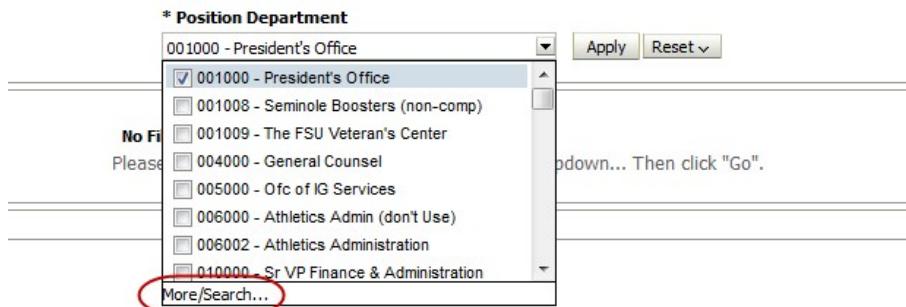 * Position Department
001000 - President's Office
Apply
Reset
001000 - President's Office
001008 - Seminole Boosters (non-comp)
001009 - The FSU Veteran's Center
No Fi
004000 - General Counsel
Please
pdown... Then click "Go".
005000 - Ofc of IG Services
006000 - Athletics Admin (don't Use)
006002 - Athletics Administration
010000 - Sr VP Finance & Administration
More/Search...